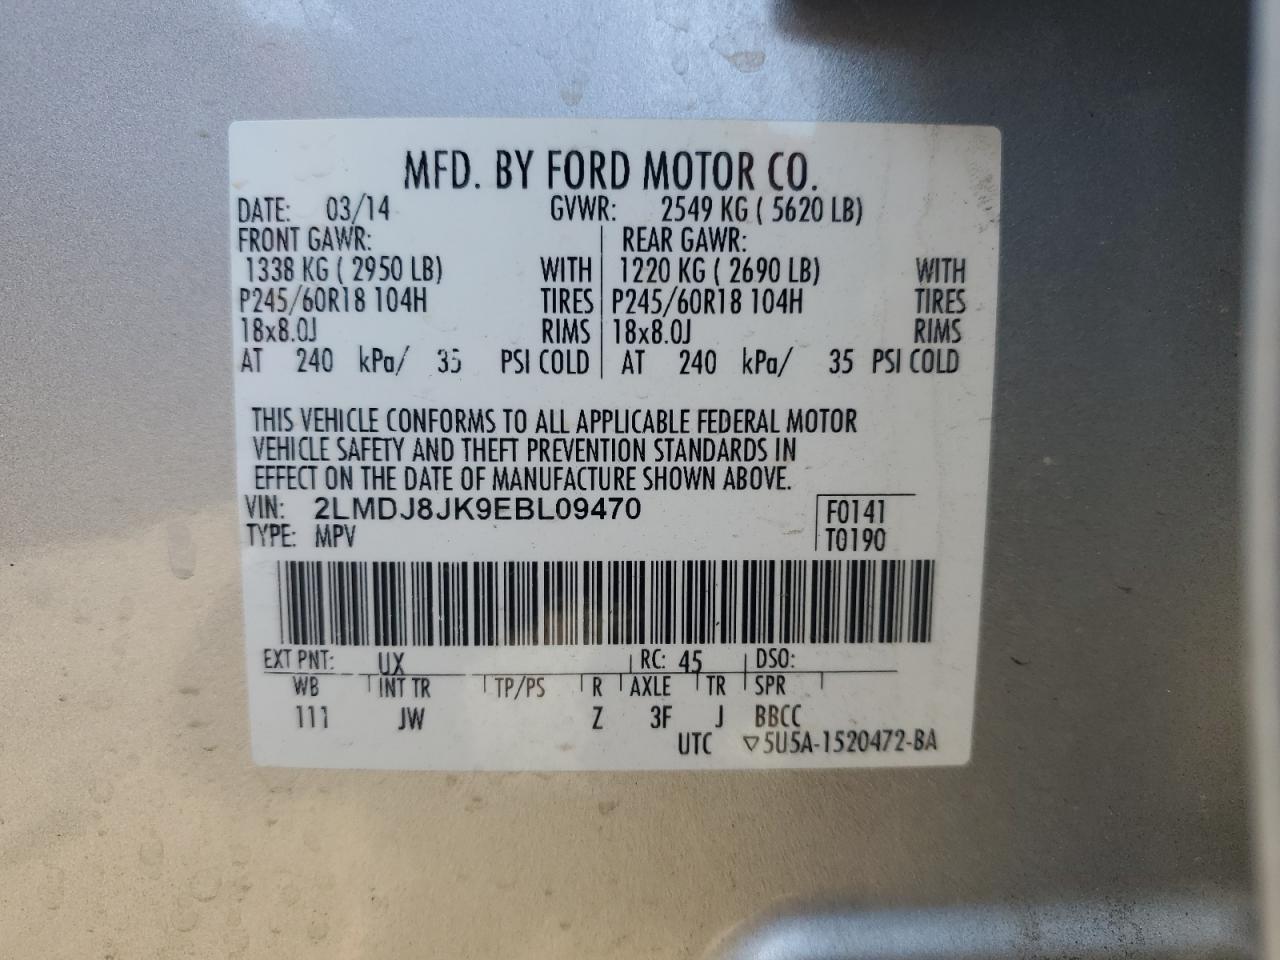 MFD. BY FORD MOTOR CO.
DATE: 03/14 GVWR: 2549 KG ( 5620 LB)
FRONT GAWR: REAR GAWR:
1338 KG ( 2950 LB) WITH 1220 KG ( 2690 LB) WITH
P245/60R18 104H TIRES P245/60R18 104H TIRES
18x8.0J RIMS 18x8.0J RIMS
AT 240 kPa/ 35 PSI COLD AT 240 kPa/ 35 PSI COLD
THIS VEHICLE CONFORMS TO ALL APPLICABLE FEDERAL MOTOR
VEHICLE SAFETY AND THEFT PREVENTION STANDARDS IN
EFFECT ON THE DATE OF MANUFACTURE SHOWN ABOVE.
VIN: 2LMDJ8JK9EBL09470 F0141
TYPE: MPV T0190
EXT PNT: UX RC: 45 DSO:
WB INT TR TP/PS R AXLE TR SPR
111 JW Z 3F J BBCC
UTC ▽5U5A-1520472-BA